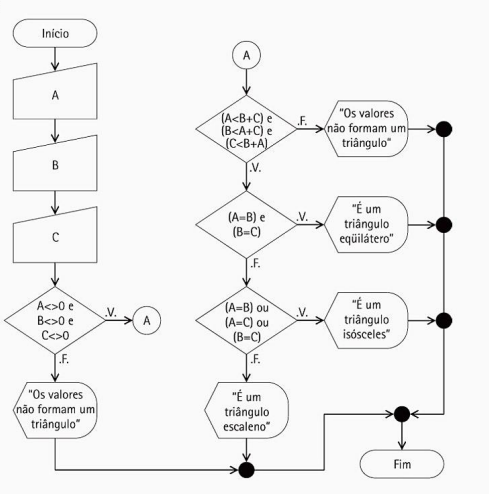 Início
A
B
C
A<>0 e
B<>0 e
C<>0
.V.
A
.F.
"Os valores
não formam um
triângulo"
A
(A<B+C) e
(B<A+C) e
(C<B+A)
.F.
"Os valores
não formam um
triângulo"
.V.
(A=B) e
(B=C)
.V.
"É um
triângulo
eqüilátero"
.F.
(A=B) ou
(A=C) ou
(B=C)
.V.
"É um
triângulo
isósceles"
.F.
"É um
triângulo
escaleno"
Fim